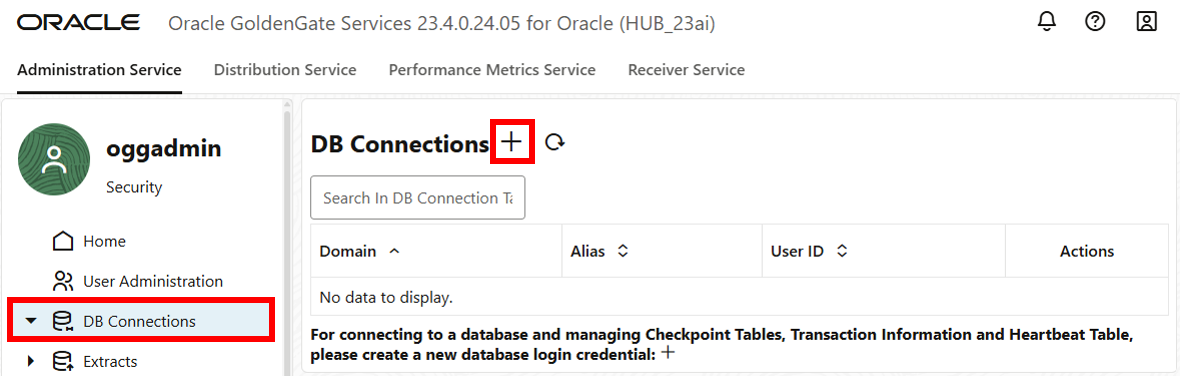 ORACLE Oracle GoldenGate Services 23.4.0.24.05 for Oracle (HUB_23ai)
Administration Service Distribution Service Performance Metrics Service Receiver Service
oggadmin
Security
Home
User Administration
DB Connections
Extracts
DB Connections
Search In DB Connection Ta
Domain Alias User ID Actions
No data to display.
For connecting to a database and managing Checkpoint Tables, Transaction Information and Heartbeat Table,
please create a new database login credential: +